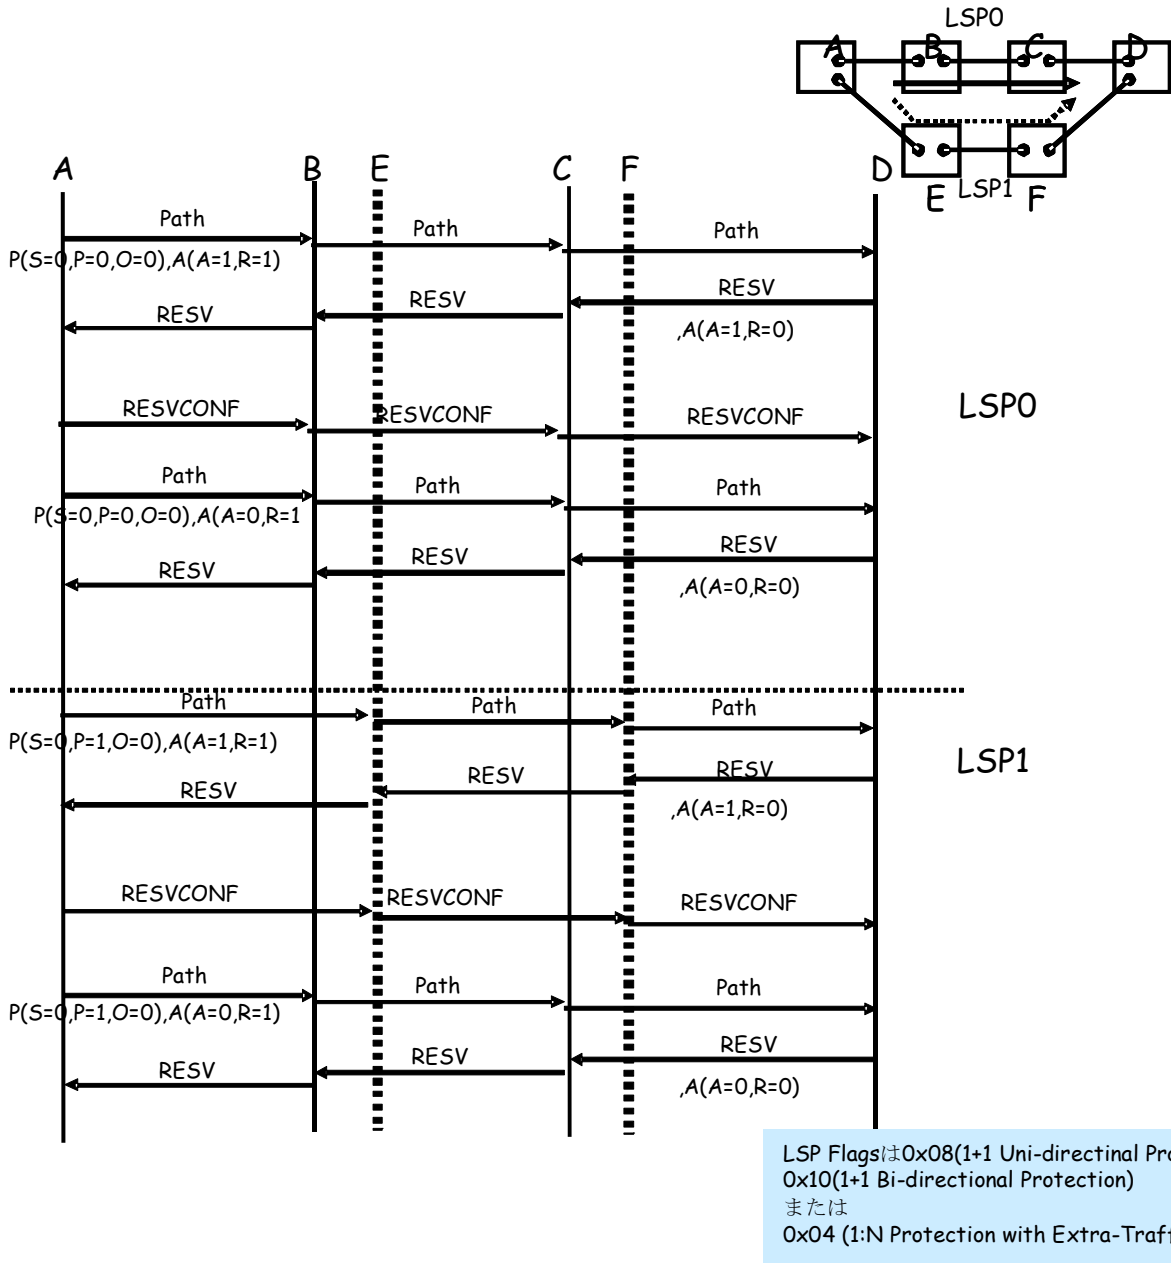 LSP0
A B C D
E LSP1 F
A B E C F D
Path Path Path
P(S=0,P=0,O=0),A(A=1,R=1)
RESV RESV RESV
,A(A=1,R=0)
RESVCONF RESVCONF RESVCONF
LSP0
Path Path Path
P(S=0,P=0,O=0),A(A=0,R=1
RESV RESV RESV
,A(A=0,R=0)
Path Path Path
P(S=0,P=1,O=0),A(A=1,R=1)
LSP1
RESV RESV RESV
,A(A=1,R=0)
RESVCONF RESVCONF RESVCONF
Path Path Path
P(S=0,P=1,O=0),A(A=0,R=1)
RESV RESV RESV
,A(A=0,R=0)
LSP Flagsは0x08(1+1 Uni-directinal
0x10(1+1 Bi-directional Protection)
または
0x04 (1:N Protection with